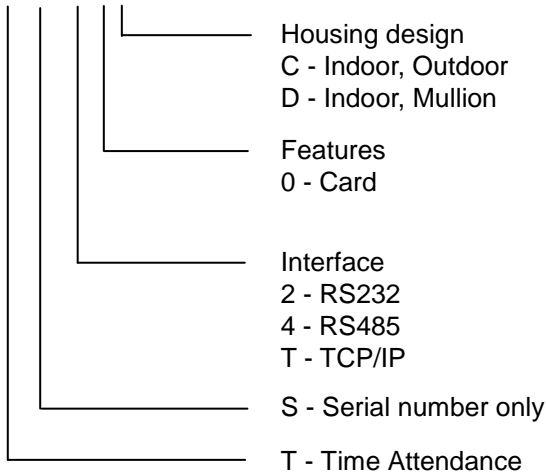 Housing design
C - Indoor, Outdoor
D - Indoor, Mullion
Features
0 - Card
Interface
2 - RS232
4 - RS485
T - TCP/IP
S - Serial number only
T - Time Attendance